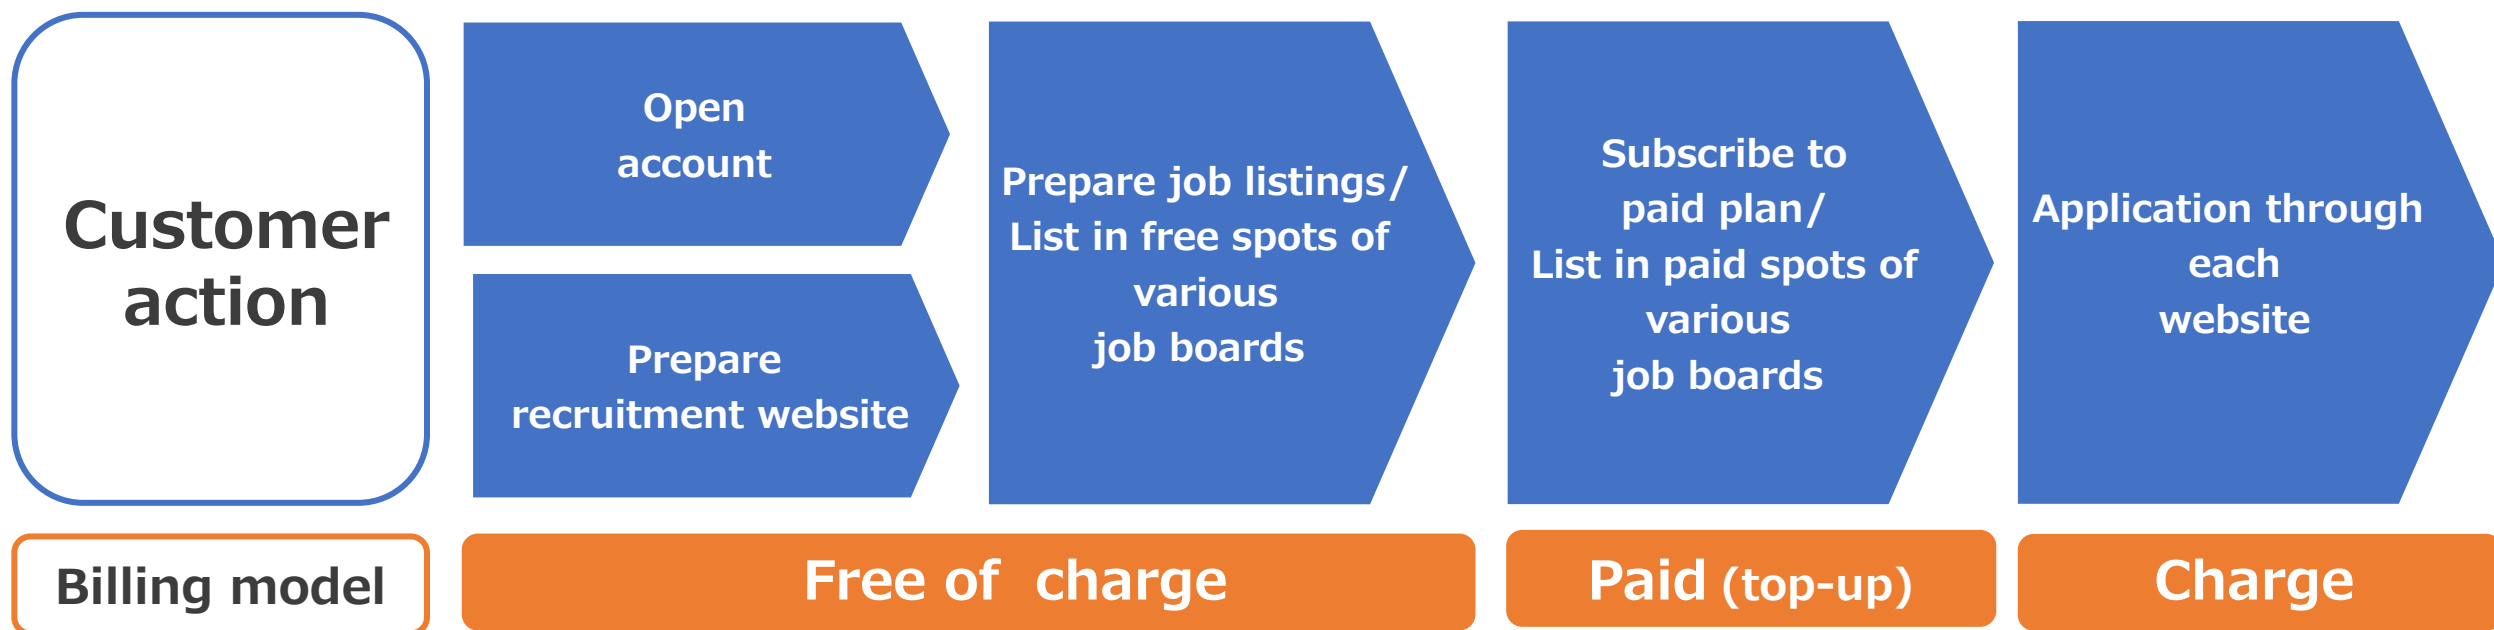 Customer
action
Open
account
Prepare
recruitment website
Prepare job listings/
List in free spots of
various
job boards
Subscribe to
paid plan/
List in paid spots of
various
job boards
Application through
each
website
Billing model
Free of charge
Paid (top-up)
Charge